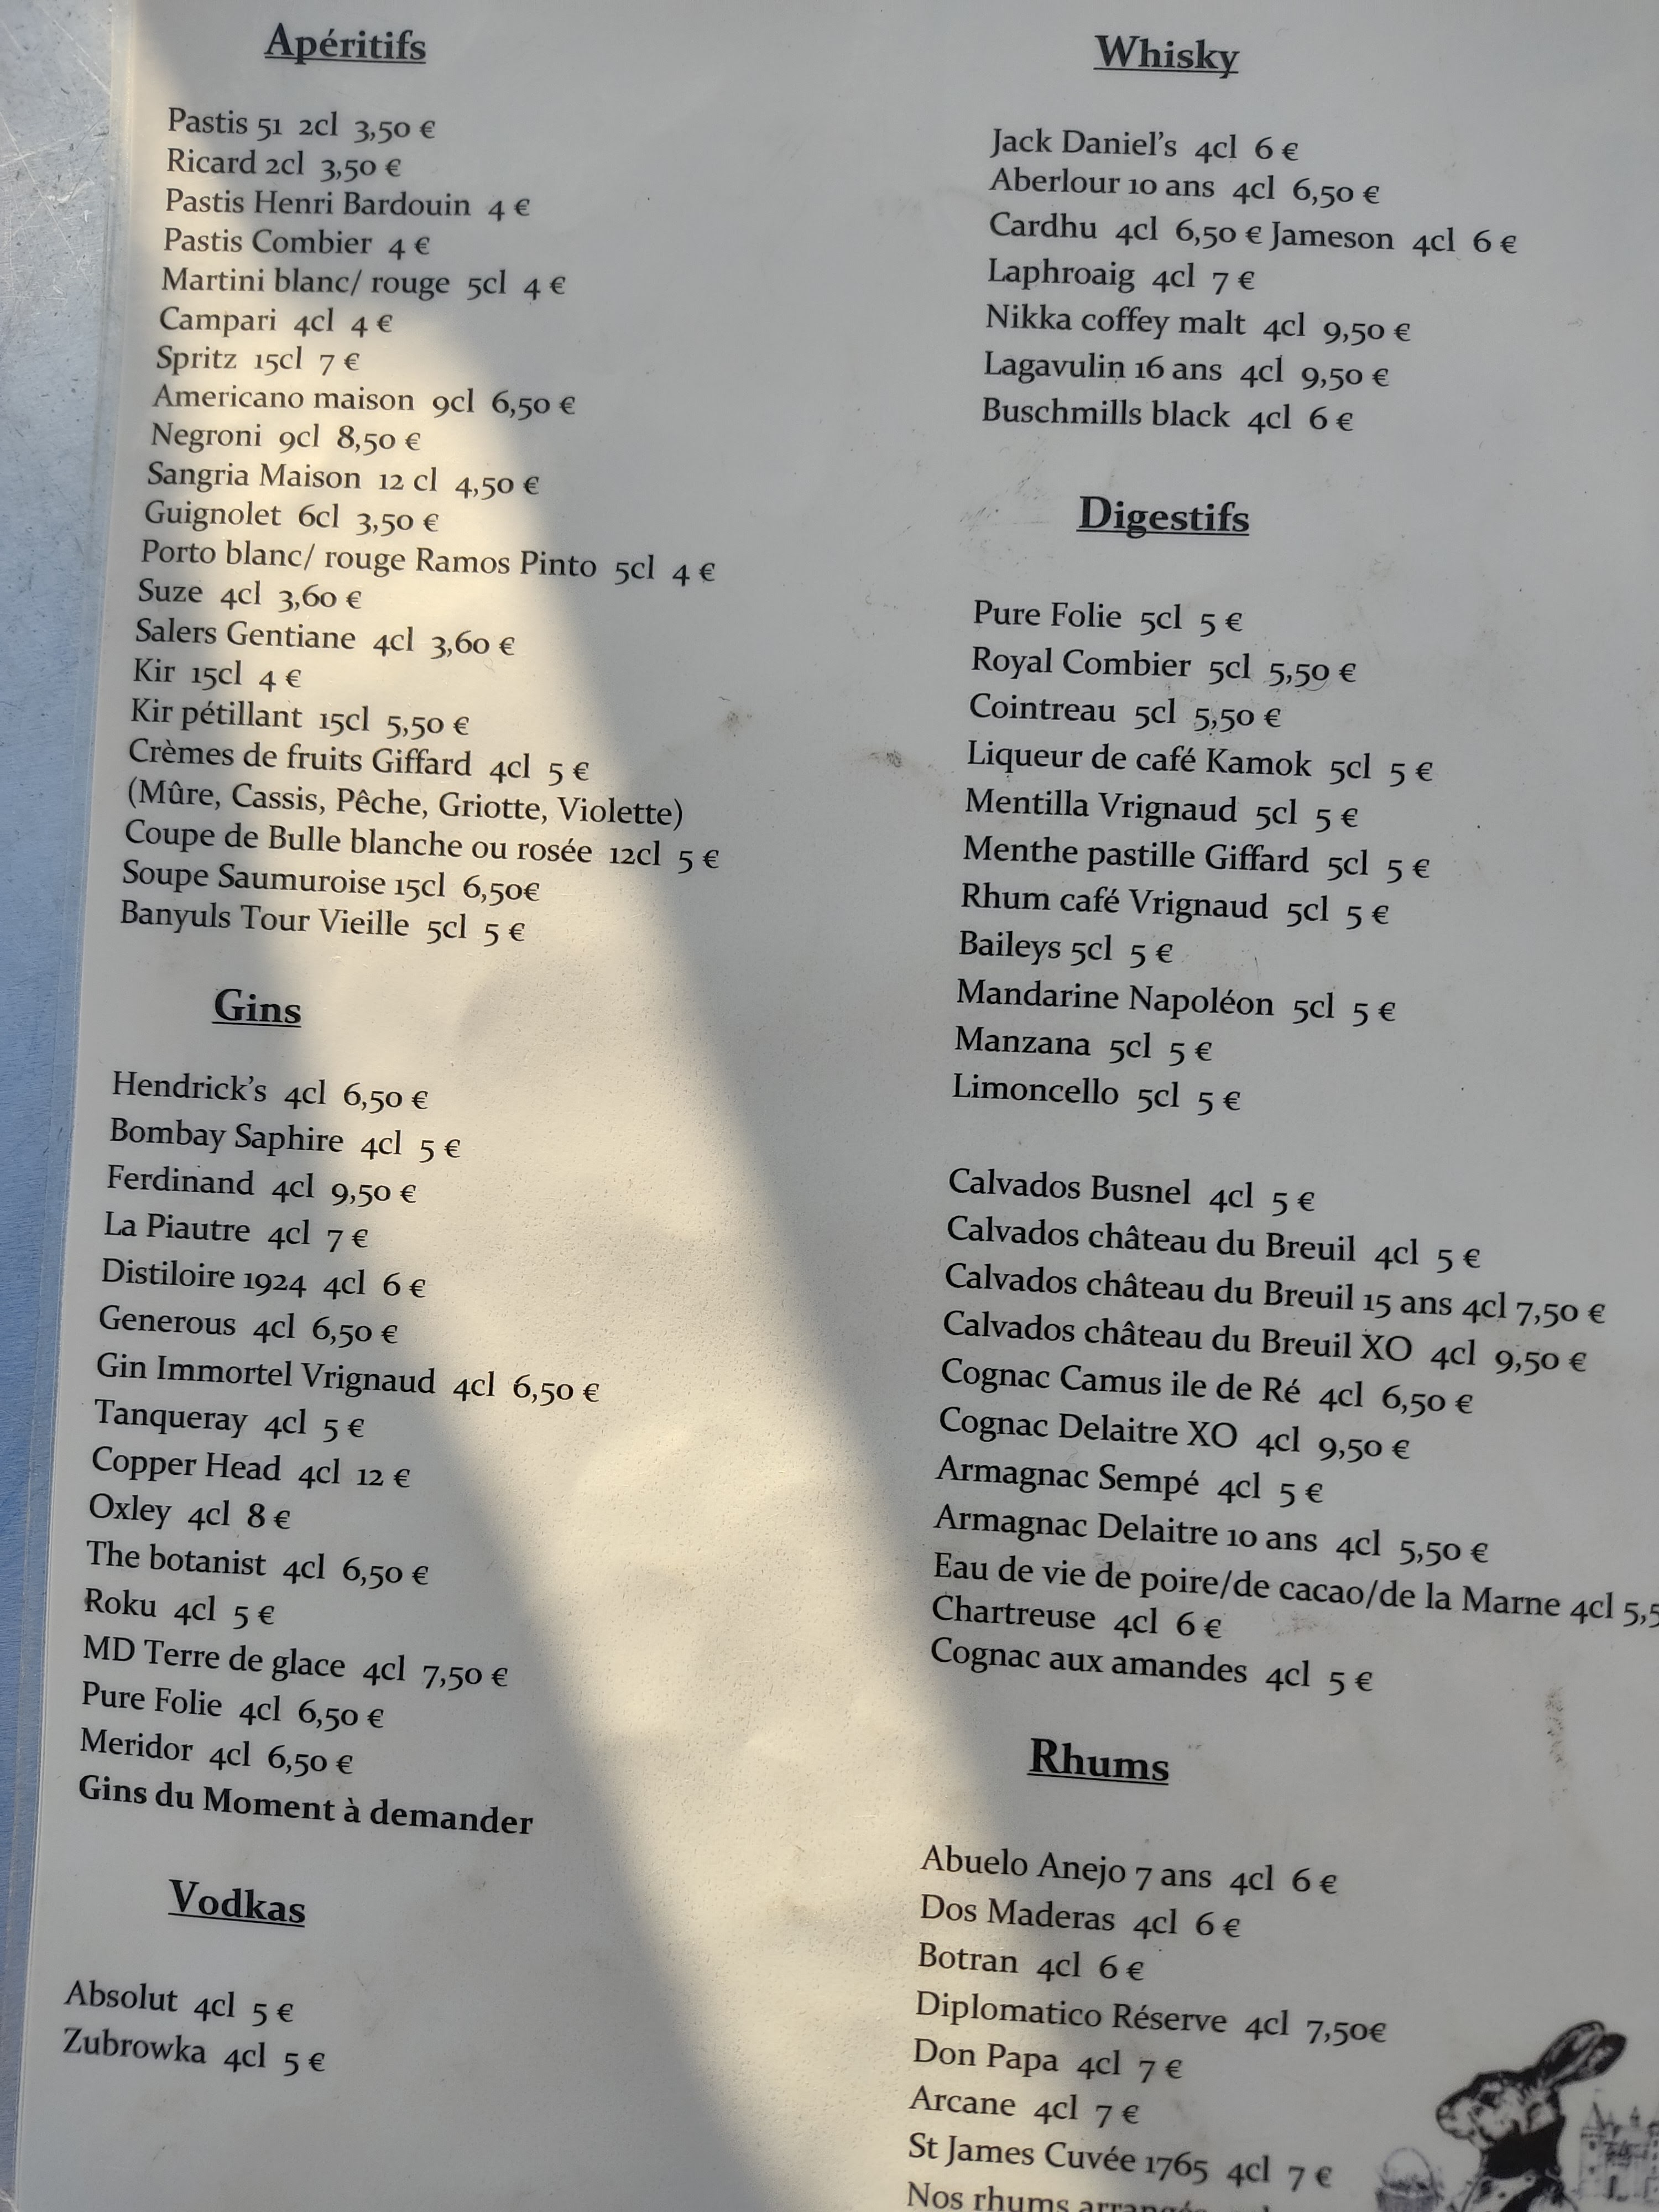 Apéritifs
Pastis 51 2cl 3,50 €
Ricard 2cl 3,50 €
Pastis Henri Bardouin 4 €
Pastis Combier 4 €
Martini blanc/ rouge 5cl 4 €
Campari 4cl 4 €
Spritz 15cl 7 €
Americano maison 9cl 6,50 €
Negroni 9cl 8,50 €
Sangria Maison 12 cl 4,50 €
Guignolet 6cl 3,50 €
Porto blanc/ rouge Ramos Pinto 5cl 4 €
Suze 4cl 3,60 €
Salers Gentiane 4cl 3,60 €
Kir 15cl 4 €
Kir pétillant 15cl 5,50 €
Crèmes de fruits Giffard 4cl 5 €
(Mûre, Cassis, Pêche, Griotte, Violette)
Coupe de Bulle blanche ou rosée 12cl 5 €
Soupe Saumuroise 15cl 6,50€
Banyuls Tour Vieille 5cl 5 €
Gins
Hendrick's 4cl 6,50 €
Bombay Saphire 4cl 5 €
Ferdinand 4cl 9,50 €
La Piautre 4cl 7 €
Distiloire 1924 4cl 6 €
Generous 4cl 6,50 €
Gin Immortel Vrignaud 4cl 6,50 €
Tanqueray 4cl 5 €
Copper Head 4cl 12 €
Oxley 4cl 8 €
The botanist 4cl 6,50 €
Roku 4cl 5 €
MD Terre de glace 4cl 7,50 €
Pure Folie 4cl 6,50 €
Meridor 4cl 6,50 €
Gins du Moment à demander
Vodkas
Absolut 4cl 5 €
Zubrowka 4cl 5 €
Whisky
Jack Daniel's 4cl 6 €
Aberlour 10 ans 4cl 6,50 €
Cardhu 4cl 6,50 € Jameson 4cl 6 €
Laphroaig 4cl 7 €
Nikka coffey malt 4cl 9,50 €
Lagavulin 16 ans 4cl 9,50 €
Buschmills black 4cl 6 €
Digestifs
Pure Folie 5cl 5 €
Royal Combier 5cl 5,50 €
Cointreau 5cl 5,50 €
Liqueur de café Kamok 5cl 5 €
Mentilla Vrignaud 5cl 5 €
Menthe pastille Giffard 5cl 5 €
Rhum café Vrignaud 5cl 5 €
Baileys 5cl 5 €
Mandarine Napoléon 5cl 5 €
Manzana 5cl 5 €
Limoncello 5cl 5 €
Calvados Busnel 4cl 5 €
Calvados château du Breuil 4cl 5 €
Calvados château du Breuil 15 ans 4cl 7,50 €
Calvados château du Breuil XO 4cl 9,50 €
Cognac Camus ile de Ré 4cl 6,50 €
Cognac Delaitre XO 4cl 9,50 €
Armagnac Sempé 4cl 5 €
Armagnac Delaitre 10 ans 4cl 5,50 €
Eau de vie de poire/de cacao/de la Marne 4cl 5,5
Chartreuse 4cl 6 €
Cognac aux amandes 4cl 5 €
Rhums
Abuelo Anejo 7 ans 4cl 6 €
Dos Maderas 4cl 6 €
Botran 4cl 6 €
Diplomatico Réserve 4cl 7,50€
Don Papa 4cl 7 €
Arcane 4cl 7 €
St James Cuvée 1765 4cl 7 €
Nos rhums arrangés